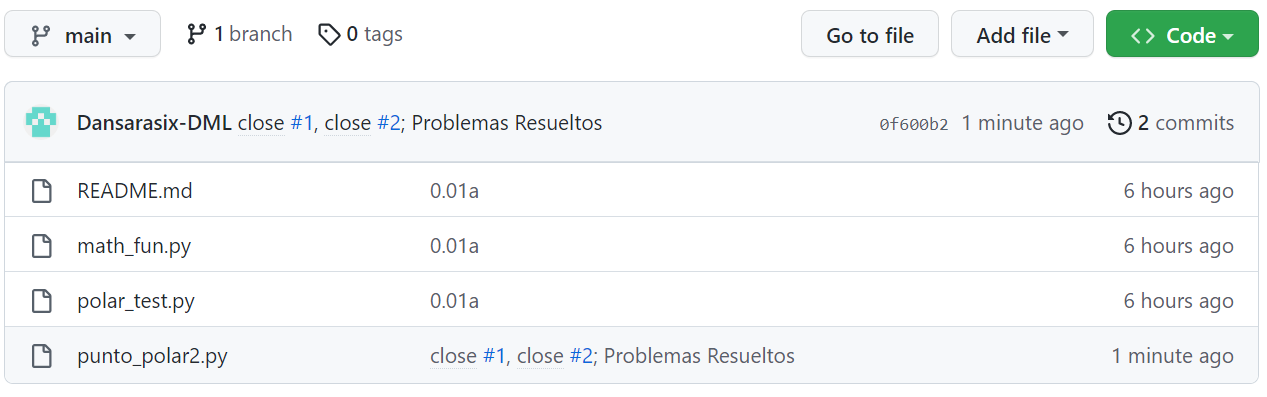 main 1 branch 0 tags Go to file Add file Code
Dansarasix-DML close #1, close #2; Problemas Resueltos 0f600b2 1 minute ago 2 commits
README.md 0.01a 6 hours ago
math_fun.py 0.01a 6 hours ago
polar_test.py 0.01a 6 hours ago
punto_polar2.py close #1, close #2; Problemas Resueltos 1 minute ago